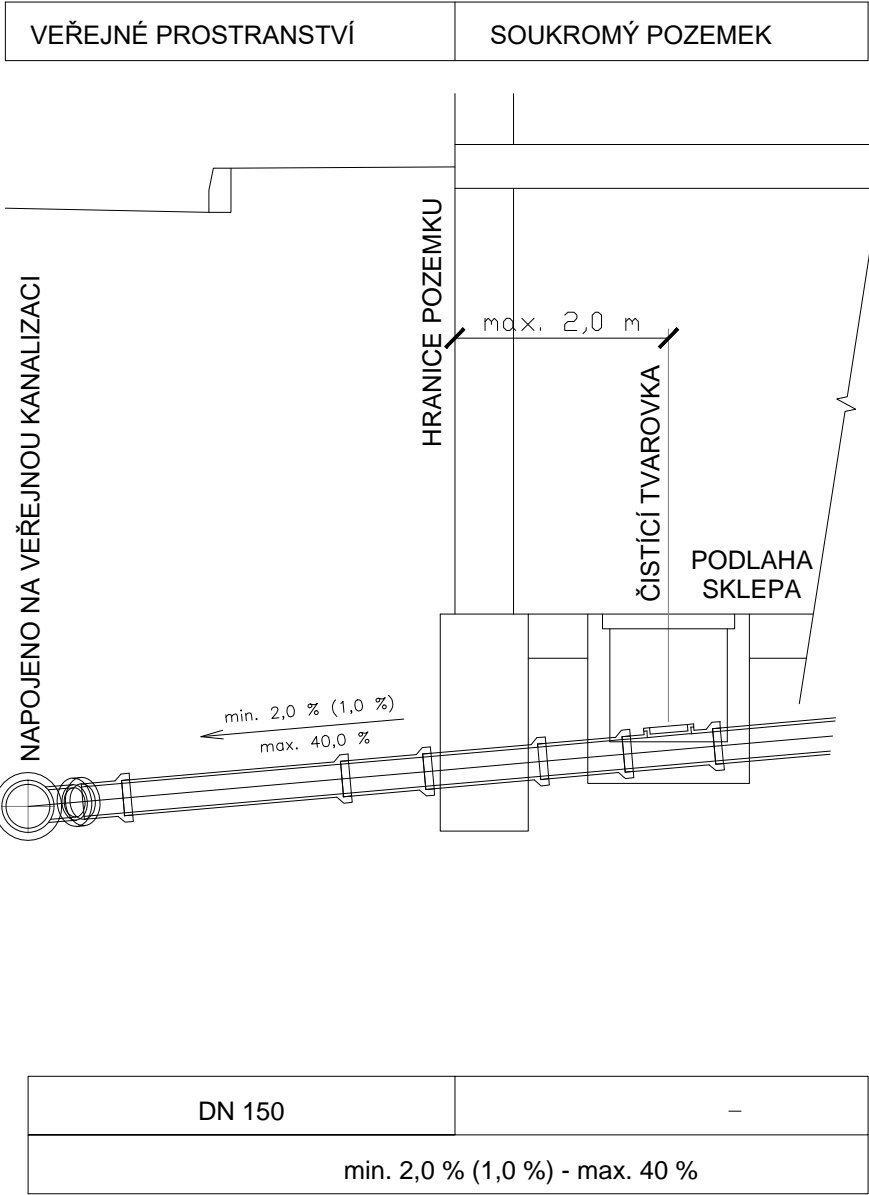 VEŘEJNÉ PROSTRANSTVÍ
SOUKROMÝ POZEMEK
NAPOJENO NA VEŘEJNOU KANALIZACI
HRANICE POZEMKU
max. 2,0 m
ČISTÍCÍ TVAROVKA
PODLAHA
SKLEPA
min. 2,0 % (1,0 %)
max. 40,0 %
DN 150
–
min. 2,0 % (1,0 %) - max. 40 %